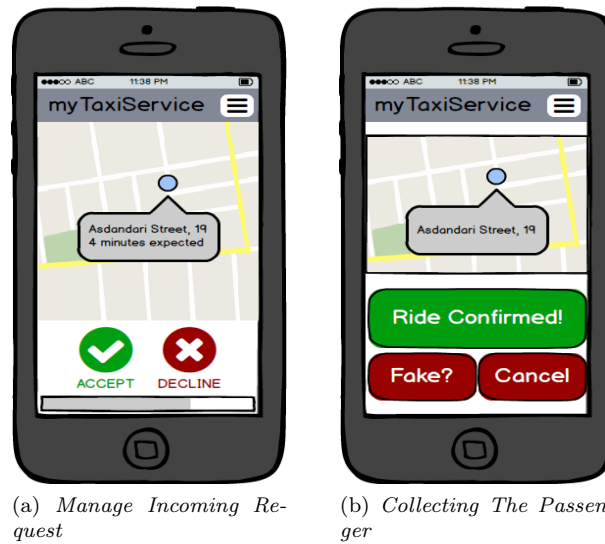 ABC 11:38 PM
myTaxiService
Asdandari Street, 19
4 minutes expected
ACCEPT DECLINE
(a) Manage Incoming Re-
quest
ABC 11:38 PM
myTaxiService
Asdandari Street, 19
Ride Confirmed!
Fake? Cancel
(b) Collecting The Passen-
ger